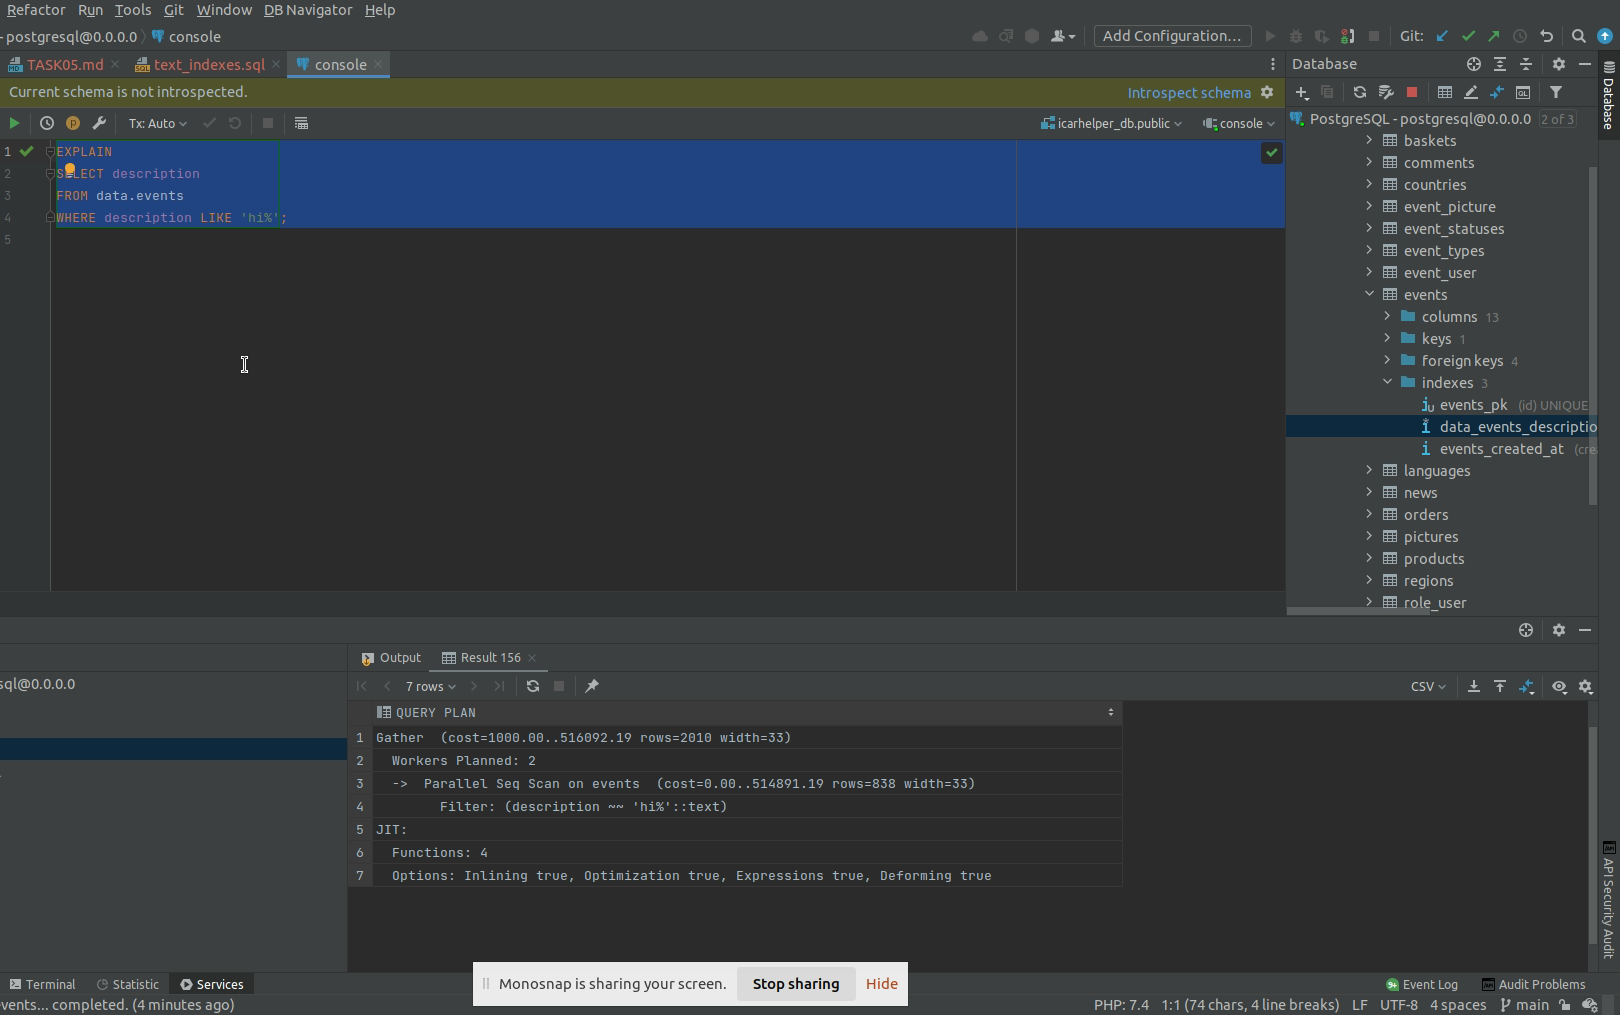 Refactor Run Tools Git Window DB Navigator Help
- postgresql@0.0.0.0 console
Add Configuration... Git:
TASK05.md text_indexes.sql console
Database
Current schema is not introspected. Introspect schema
Tx: Auto icarhelper_db.public console
PostgreSQL - postgresql@0.0.0.0 2 of 3
1 EXPLAIN
2 SELECT description
3 FROM data.events
4 WHERE description LIKE 'hi%';
5
baskets
comments
countries
event_picture
event_statuses
event_types
event_user
events
columns 13
keys 1
foreign keys 4
indexes 3
events_pk (id) UNIQUE
data_events_descriptio
events_created_at (cre
languages
news
orders
pictures
products
regions
role_user
Database
API Security Audit
sql@0.0.0.0
Output Result 156
7 rows CSV
QUERY PLAN
1 Gather (cost=1000.00..516092.19 rows=2010 width=33)
2 Workers Planned: 2
3 -> Parallel Seq Scan on events (cost=0.00..514891.19 rows=838 width=33)
4 Filter: (description ~~ 'hi%'::text)
5 JIT:
6 Functions: 4
7 Options: Inlining true, Optimization true, Expressions true, Deforming true
Terminal Statistic Services
Monosnap is sharing your screen. Stop sharing Hide
9+ Event Log Audit Problems
vents... completed. (4 minutes ago)
PHP: 7.4 1:1 (74 chars, 4 line breaks) LF UTF-8 4 spaces main